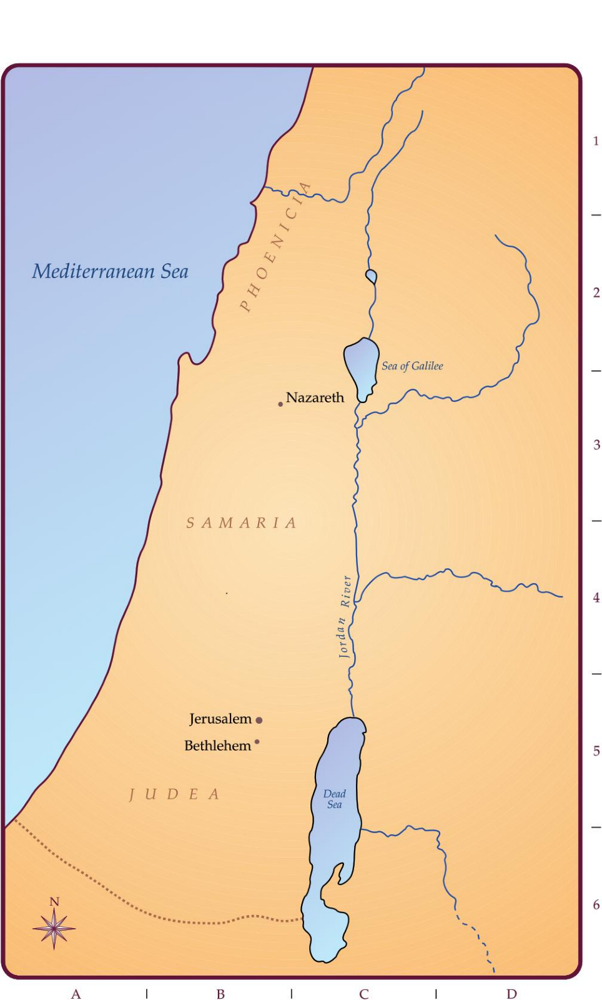 1
PHOENICIA
Mediterranean Sea
2
Sea of Galilee
Nazareth
3
SAMARIA
Jordan River
4
Jerusalem
Bethlehem
5
JUDEA
Dead
Sea
N
6
A
B
C
D